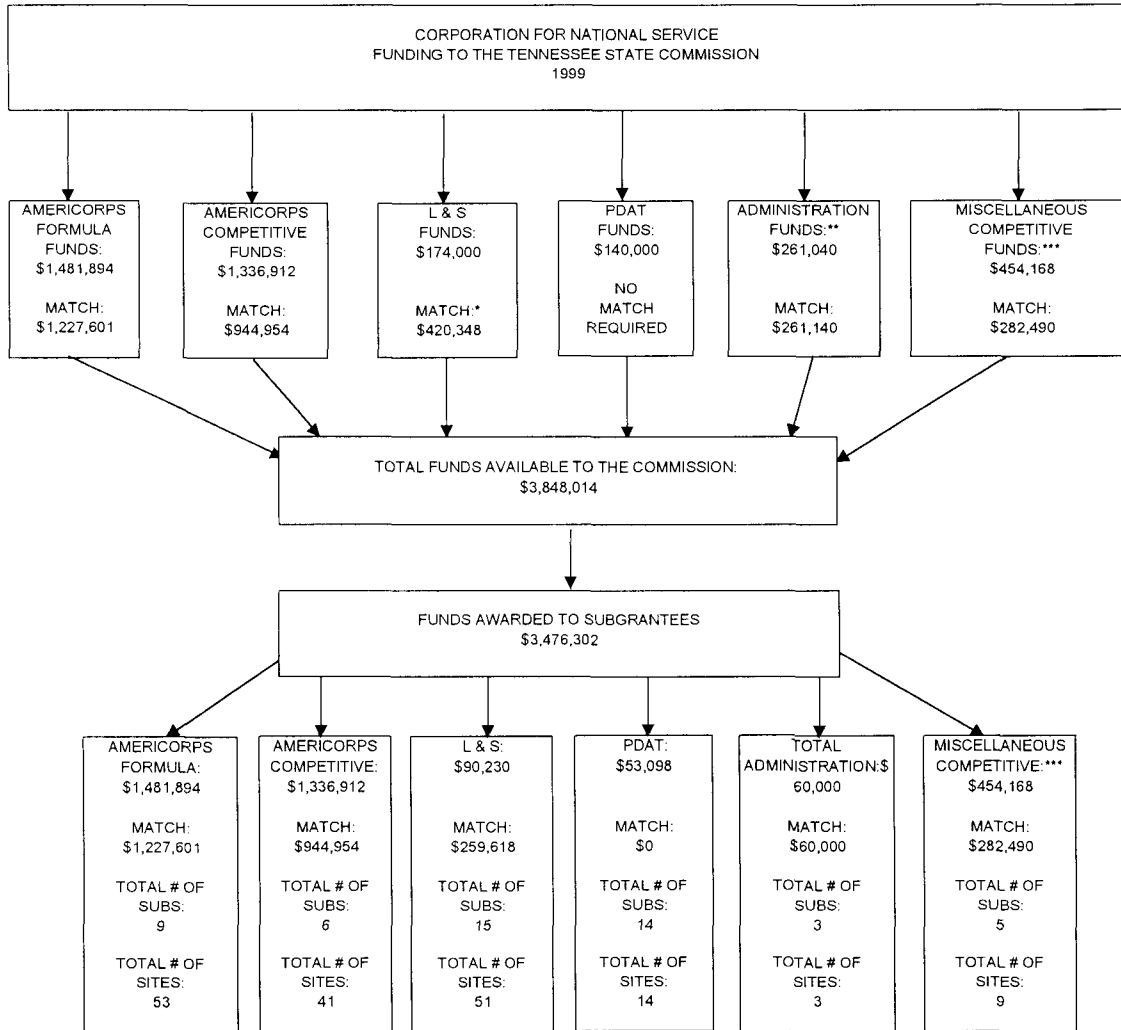 CORPORATION FOR NATIONAL SERVICE
FUNDING TO THE TENNESSEE STATE COMMISSION
1999
AMERICORPS
FORMULA
FUNDS:
$1,481,894
MATCH:
$1,227,601
AMERICORPS
COMPETITIVE
FUNDS:
$1,336,912
MATCH:
$944,954
L & S
FUNDS:
$174,000
MATCH:*
$420,348
PDAT
FUNDS:
$140,000
NO
MATCH
REQUIRED
ADMINISTRATION
FUNDS:**
$261,040
MATCH:
$261,140
MISCELLANEOUS
COMPETITIVE
FUNDS:***
$454,168
MATCH:
$282,490
TOTAL FUNDS AVAILABLE TO THE COMMISSION:
$3,848,014
FUNDS AWARDED TO SUBGRANTEES
$3,476,302
AMERICORPS
FORMULA:
$1,481,894
MATCH:
$1,227,601
TOTAL # OF
SUBS:
9
TOTAL # OF
SITES:
53
AMERICORPS
COMPETITIVE:
$1,336,912
MATCH:
$944,954
TOTAL # OF
SUBS:
6
TOTAL # OF
SITES:
41
L & S:
$90,230
MATCH:
$259,618
TOTAL # OF
SUBS:
15
TOTAL # OF
SITES:
51
PDAT:
$53,098
MATCH:
$0
TOTAL # OF
SUBS:
14
TOTAL # OF
SITES:
14
TOTAL
ADMINISTRATION:$
60,000
MATCH:
$60,000
TOTAL # OF
SUBS:
3
TOTAL # OF
SITES:
3
MISCELLANEOUS
COMPETITIVE:***
$454,168
MATCH:
$282,490
TOTAL # OF
SUBS:
5
TOTAL # OF
SITES:
9